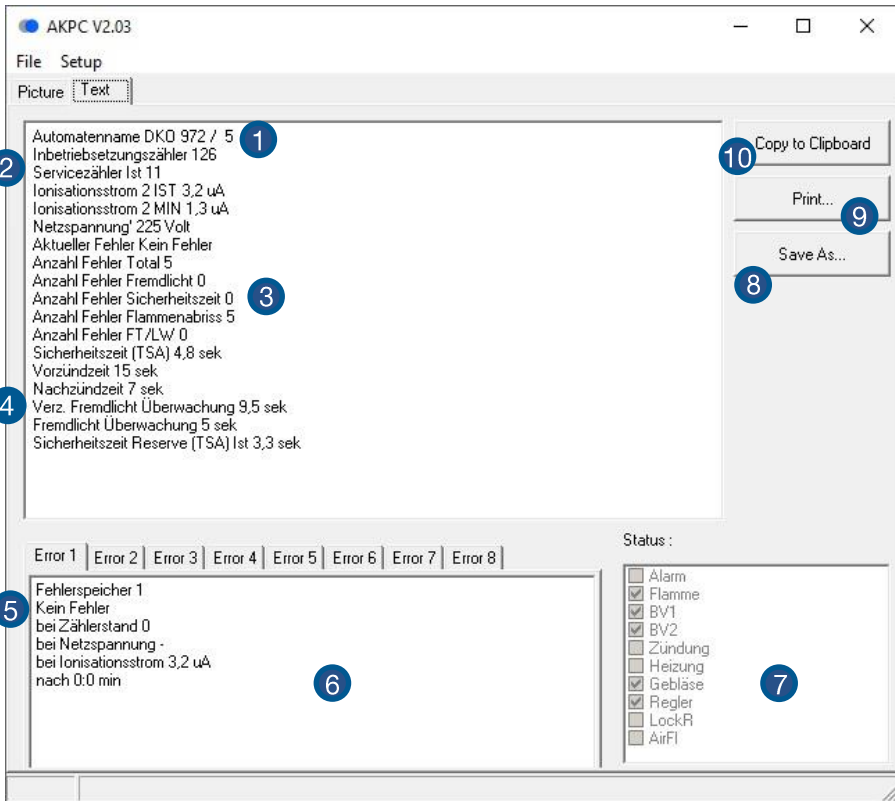 AKPC V2.03
File Setup
Picture Text
Automatenname DKO 972 / 5 1
Inbetriebsetzungszähler 126
2 Servicezähler Ist 11
Ionisationsstrom 2 IST 3,2 uA
Ionisationsstrom 2 MIN 1,3 uA
Netzspannung' 225 Volt
Aktueller Fehler Kein Fehler
Anzahl Fehler Total 5
Anzahl Fehler Fremdlicht 0
Anzahl Fehler Sicherheitszeit 0 3
Anzahl Fehler Flammenabriss 5
Anzahl Fehler FT/LW 0
Sicherheitszeit (TSA) 4,8 sek
Vorzündzeit 15 sek
Nachzündzeit 7 sek
4 Verz. Fremdlicht Überwachung 9,5 sek
Fremdlicht Überwachung 5 sek
Sicherheitszeit Reserve (TSA) Ist 3,3 sek
10 Copy to Clipboard
Print... 9
Save As...
8
Error 1 Error 2 Error 3 Error 4 Error 5 Error 6 Error 7 Error 8
Fehlerspeicher 1
5 Kein Fehler
bei Zählerstand 0
bei Netzspannung -
bei Ionisationsstrom 3,2 uA
nach 0:0 min 6
Status :
Alarm
Flamme
BV1
BV2
Zündung
Heizung
Gebläse 7
Regler
LockR
AirFl